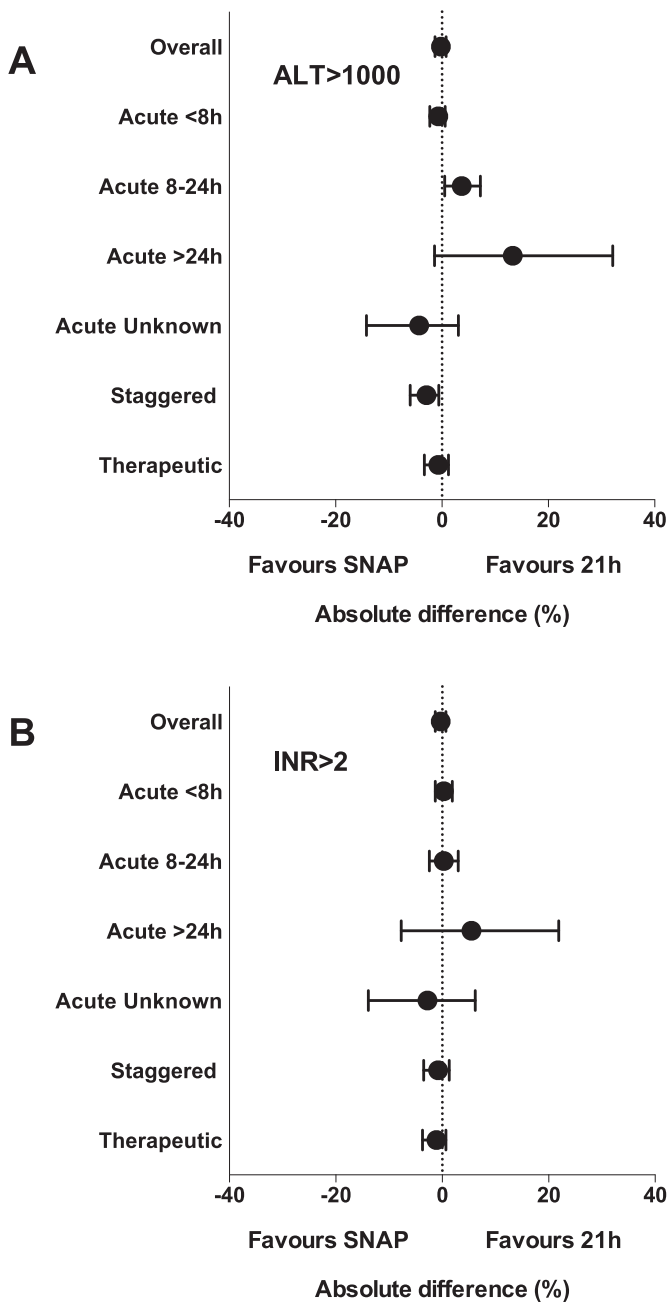 A
ALT>1000
Overall
Acute <8h
Acute 8-24h
Acute >24h
Acute Unknown
Staggered
Therapeutic
-40 -20 0 20 40
Favours SNAP Favours 21h
Absolute difference (%)
B
INR>2
Overall
Acute <8h
Acute 8-24h
Acute >24h
Acute Unknown
Staggered
Therapeutic
-40 -20 0 20 40
Favours SNAP Favours 21h
Absolute difference (%)